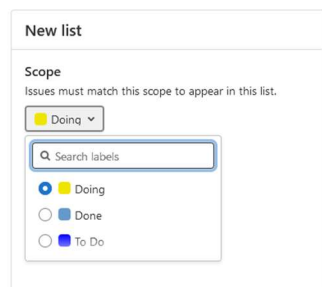 New list
Scope
Issues must match this scope to appear in this list.
Doing
Search labels
Doing
Done
To Do